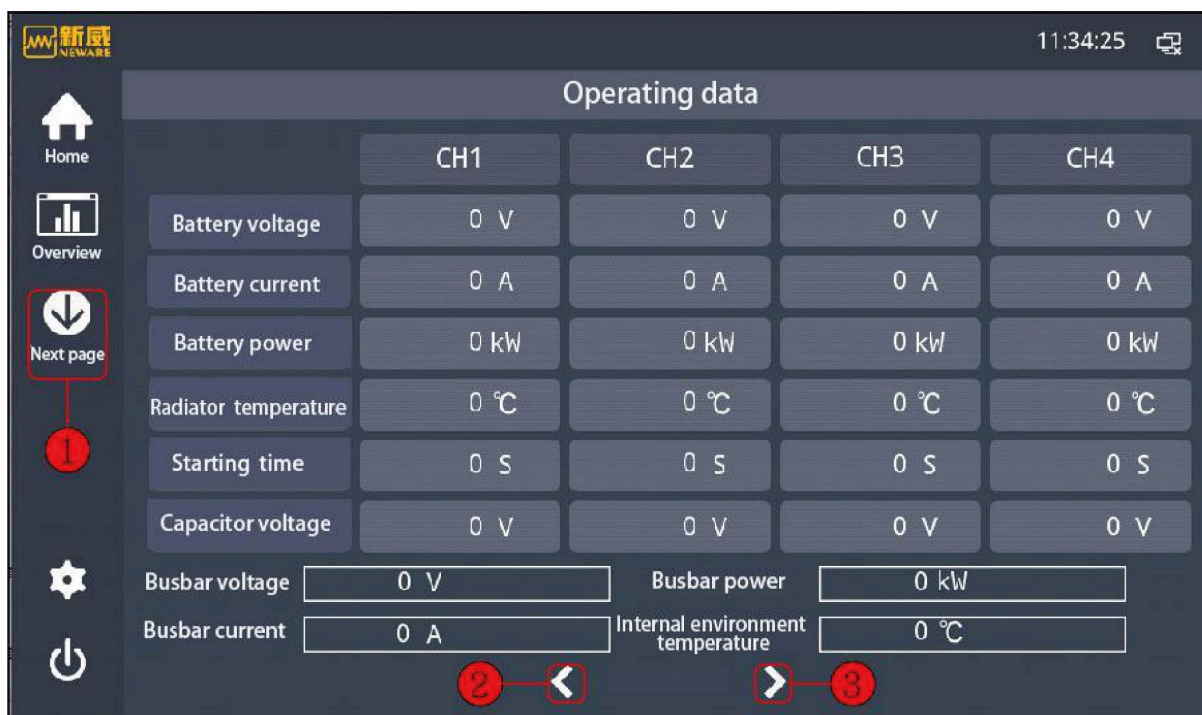 新威
NEWARE
11:34:25
Operating data
Home
Overview
Next page
1
CH1 CH2 CH3 CH4
Battery voltage 0 V 0 V 0 V 0 V
Battery current 0 A 0 A 0 A 0 A
Battery power 0 kW 0 kW 0 kW 0 kW
Radiator temperature 0 ℃ 0 ℃ 0 ℃ 0 ℃
Starting time 0 S 0 S 0 S 0 S
Capacitor voltage 0 V 0 V 0 V 0 V
Busbar voltage 0 V Busbar power 0 kW
Busbar current 0 A Internal environment
temperature 0 ℃
2 3